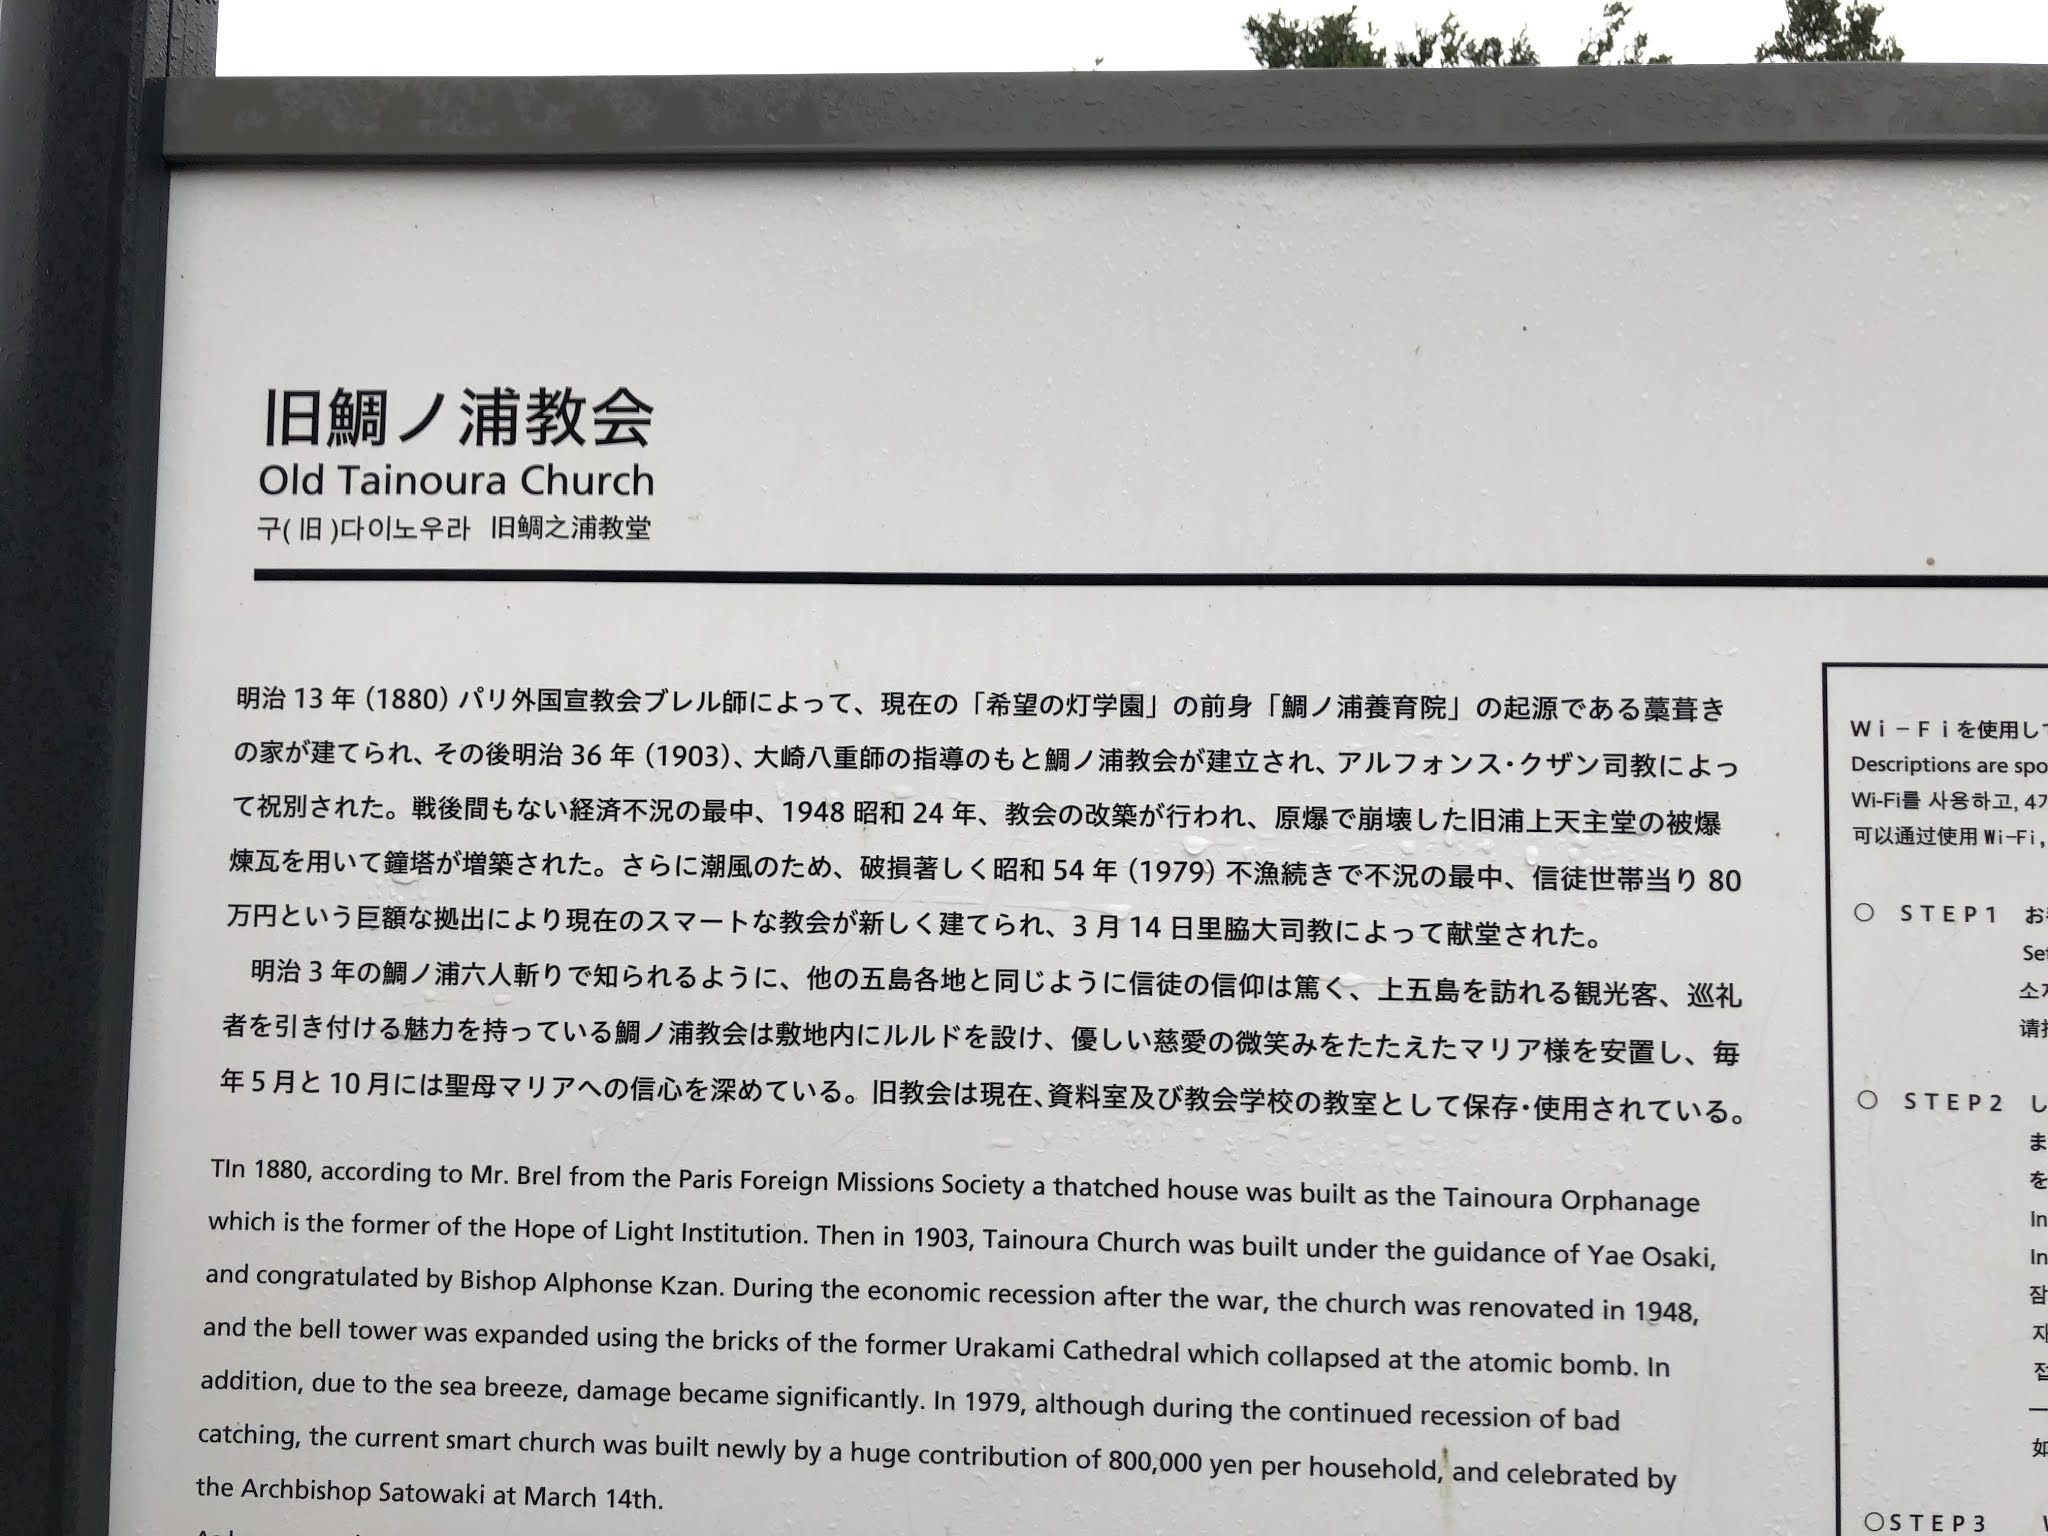 旧鯛ノ浦教会
Old Tainoura Church
구( 旧 )다이노우라 旧鲷之浦教堂
明治 13 年（1880）パリ外国宣教会ブレル師によって、現在の「希望の灯学園」の前身「鯛ノ浦養育院」の起源である藁葺き
の家が建てられ、その後明治 36 年（1903）、大崎八重師の指導のもと鯛ノ浦教会が建立され、アルフォンス・クザン司教によっ
て祝別された。戦後間もない経済不況の最中、1948 昭和 24 年、教会の改築が行われ、原爆で崩壊した旧浦上天主堂の被爆
煉瓦を用いて鐘塔が増築された。さらに潮風のため、破損著しく昭和 54 年（1979）不漁続きで不況の最中、信徒世帯当り 80
万円という巨額な拠出により現在のスマートな教会が新しく建てられ、3 月 14 日里脇大司教によって献堂された。
明治 3 年の鯛ノ浦六人斬りで知られるように、他の五島各地と同じように信徒の信仰は篤く、上五島を訪れる観光客、巡礼
者を引き付ける魅力を持っている鯛ノ浦教会は敷地内にルルドを設け、優しい慈愛の微笑みをたたえたマリア様を安置し、毎
年 5 月と 10 月には聖母マリアへの信心を深めている。旧教会は現在、資料室及び教会学校の教室として保存・使用されている。
TIn 1880, according to Mr. Brel from the Paris Foreign Missions Society a thatched house was built as the Tainoura Orphanage
which is the former of the Hope of Light Institution. Then in 1903, Tainoura Church was built under the guidance of Yae Osaki,
and congratulated by Bishop Alphonse Kzan. During the economic recession after the war, the church was renovated in 1948,
and the bell tower was expanded using the bricks of the former Urakami Cathedral which collapsed at the atomic bomb. In
addition, due to the sea breeze, damage became significantly. In 1979, although during the continued recession of bad
catching, the current smart church was built newly by a huge contribution of 800,000 yen per household, and celebrated by
the Archbishop Satowaki at March 14th.
Ｗｉ－Ｆｉを使用して
Descriptions are spo
Wi-Fi를 사용하고, 4개
可以通过使用 Wi-Fi，
○ ＳＴＥＰ１ お
Set
소
请
○ ＳＴＥＰ２ し
ま
を
In
In
잠
자
접
如
○ＳＴＥＰ３